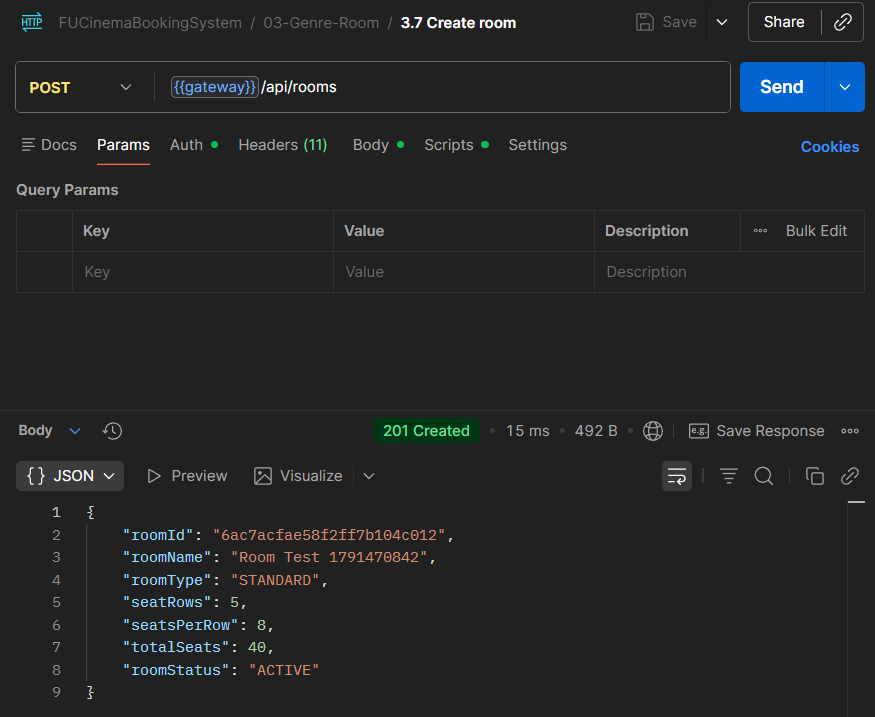 HTTP FUCinemaBookingSystem / 03-Genre-Room / 3.7 Create room Save Share
POST {{gateway}}/api/rooms Send
Docs Params Auth Headers (11) Body Scripts Settings Cookies
Query Params
Key Value Description Bulk Edit
Key Value Description
Body 201 Created 15 ms 492 B e.g. Save Response
{} JSON Preview Visualize
1 {
2 "roomId": "6ac7acfae58f2ff7b104c012",
3 "roomName": "Room Test 1791470842",
4 "roomType": "STANDARD",
5 "seatRows": 5,
6 "seatsPerRow": 8,
7 "totalSeats": 40,
8 "roomStatus": "ACTIVE"
9 }